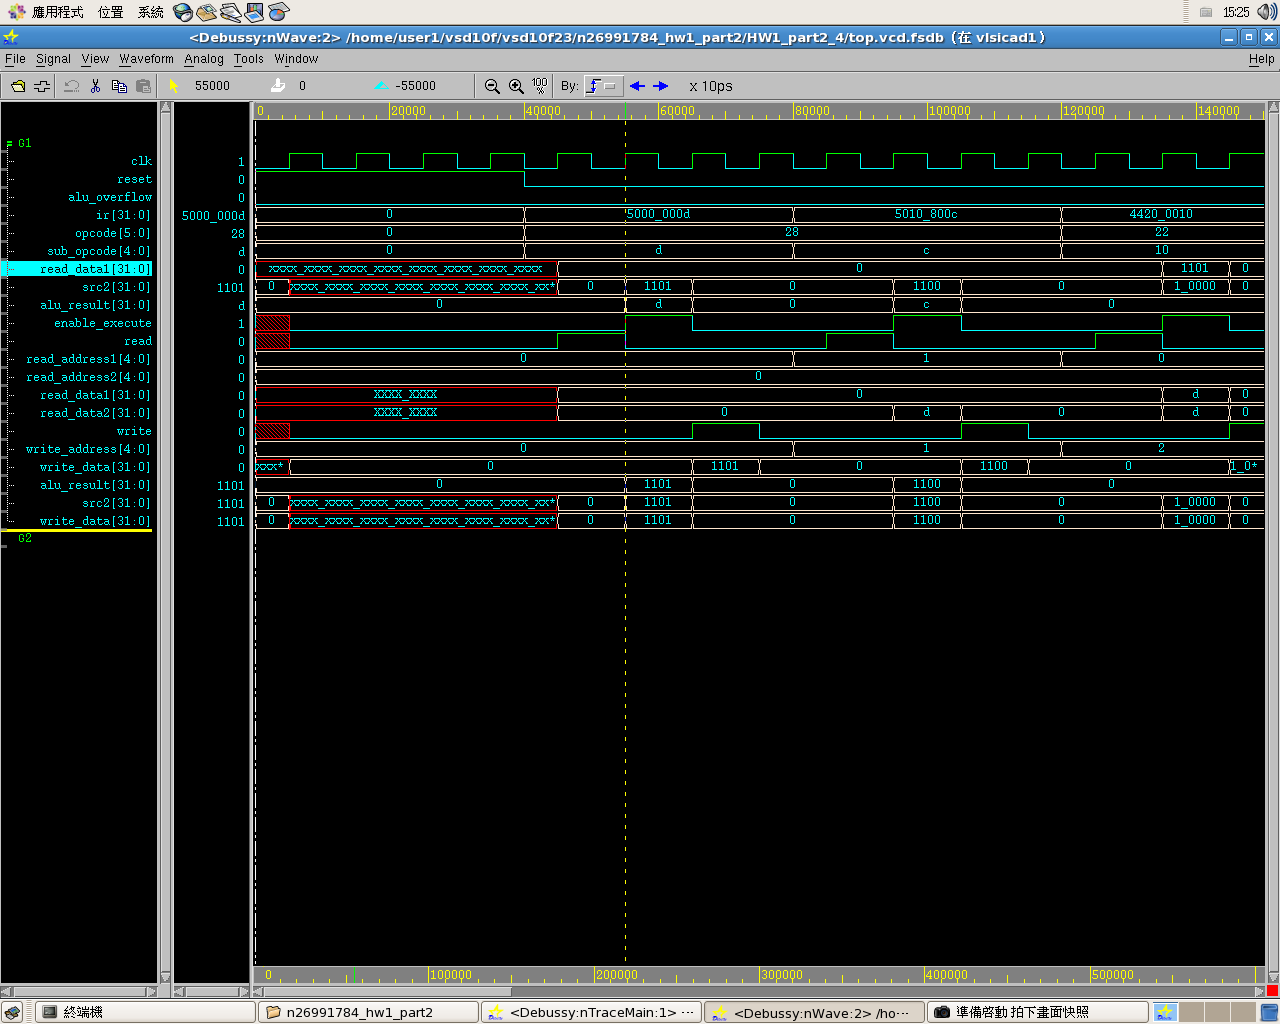 應用程式 位置 系統 15:25
<Debussy:nWave:2> /home/user1/vsd10f/vsd10f23/n26991784_hw1_part2/HW1_part2_4/top.vcd.fsdb (在 vlsicad1)
File Signal View Waveform Analog Tools Window Help
55000 0 -55000 100% By: x 10ps
0 20000 40000 60000 80000 100000 120000 140000
G1
clk 1
reset 0
alu_overflow 0
ir[31:0] 5000_000d 0 5000_000d 5010_800c 4420_0010
opcode[5:0] 28 0 28 22
sub_opcode[4:0] d 0 d c 10
read_data1[31:0] 0 xxxx_xxxx_xxxx_xxxx_xxxx_xxxx_xxxx_xxxx 0 1101 0
src2[31:0] 1101 0 xxxx_xxxx_xxxx_xxxx_xxxx_xxxx_xxxx_xx* 0 1101 0 1100 0 1_0000 0
alu_result[31:0] d 0 d 0 c 0
enable_execute 1
read 0
read_address1[4:0] 0 0 1 0
read_address2[4:0] 0 0
read_data1[31:0] 0 XXXX_XXXX 0 d 0
read_data2[31:0] 0 XXXX_XXXX 0 d 0 d 0
write 0
write_address[4:0] 0 0 1 2
write_data[31:0] 0 xxx* 0 1101 0 1100 0 1_0*
alu_result[31:0] 1101 0 1101 0 1100 0
src2[31:0] 1101 0 xxxx_xxxx_xxxx_xxxx_xxxx_xxxx_xxxx_xx* 0 1101 0 1100 0 1_0000 0
write_data[31:0] 1101 0 xxxx_xxxx_xxxx_xxxx_xxxx_xxxx_xxxx_xx* 0 1101 0 1100 0 1_0000 0
G2
0 100000 200000 300000 400000 500000
終端機 n26991784_hw1_part2 <Debussy:nTraceMain:1> ... <Debussy:nWave:2> /ho... 準備啓動 拍下畫面快照